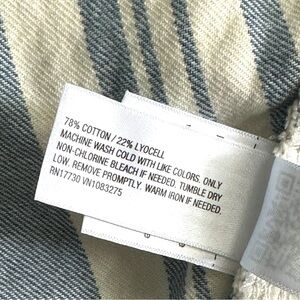 78% COTTON / 22% LYOCELL
MACHINE WASH COLD WITH LIKE COLORS. ONLY
NON-CHLORINE BLEACH IF NEEDED. TUMBLE DRY
LOW. REMOVE PROMPTLY. WARM IRON IF NEEDED.
RN17730 VN1083275